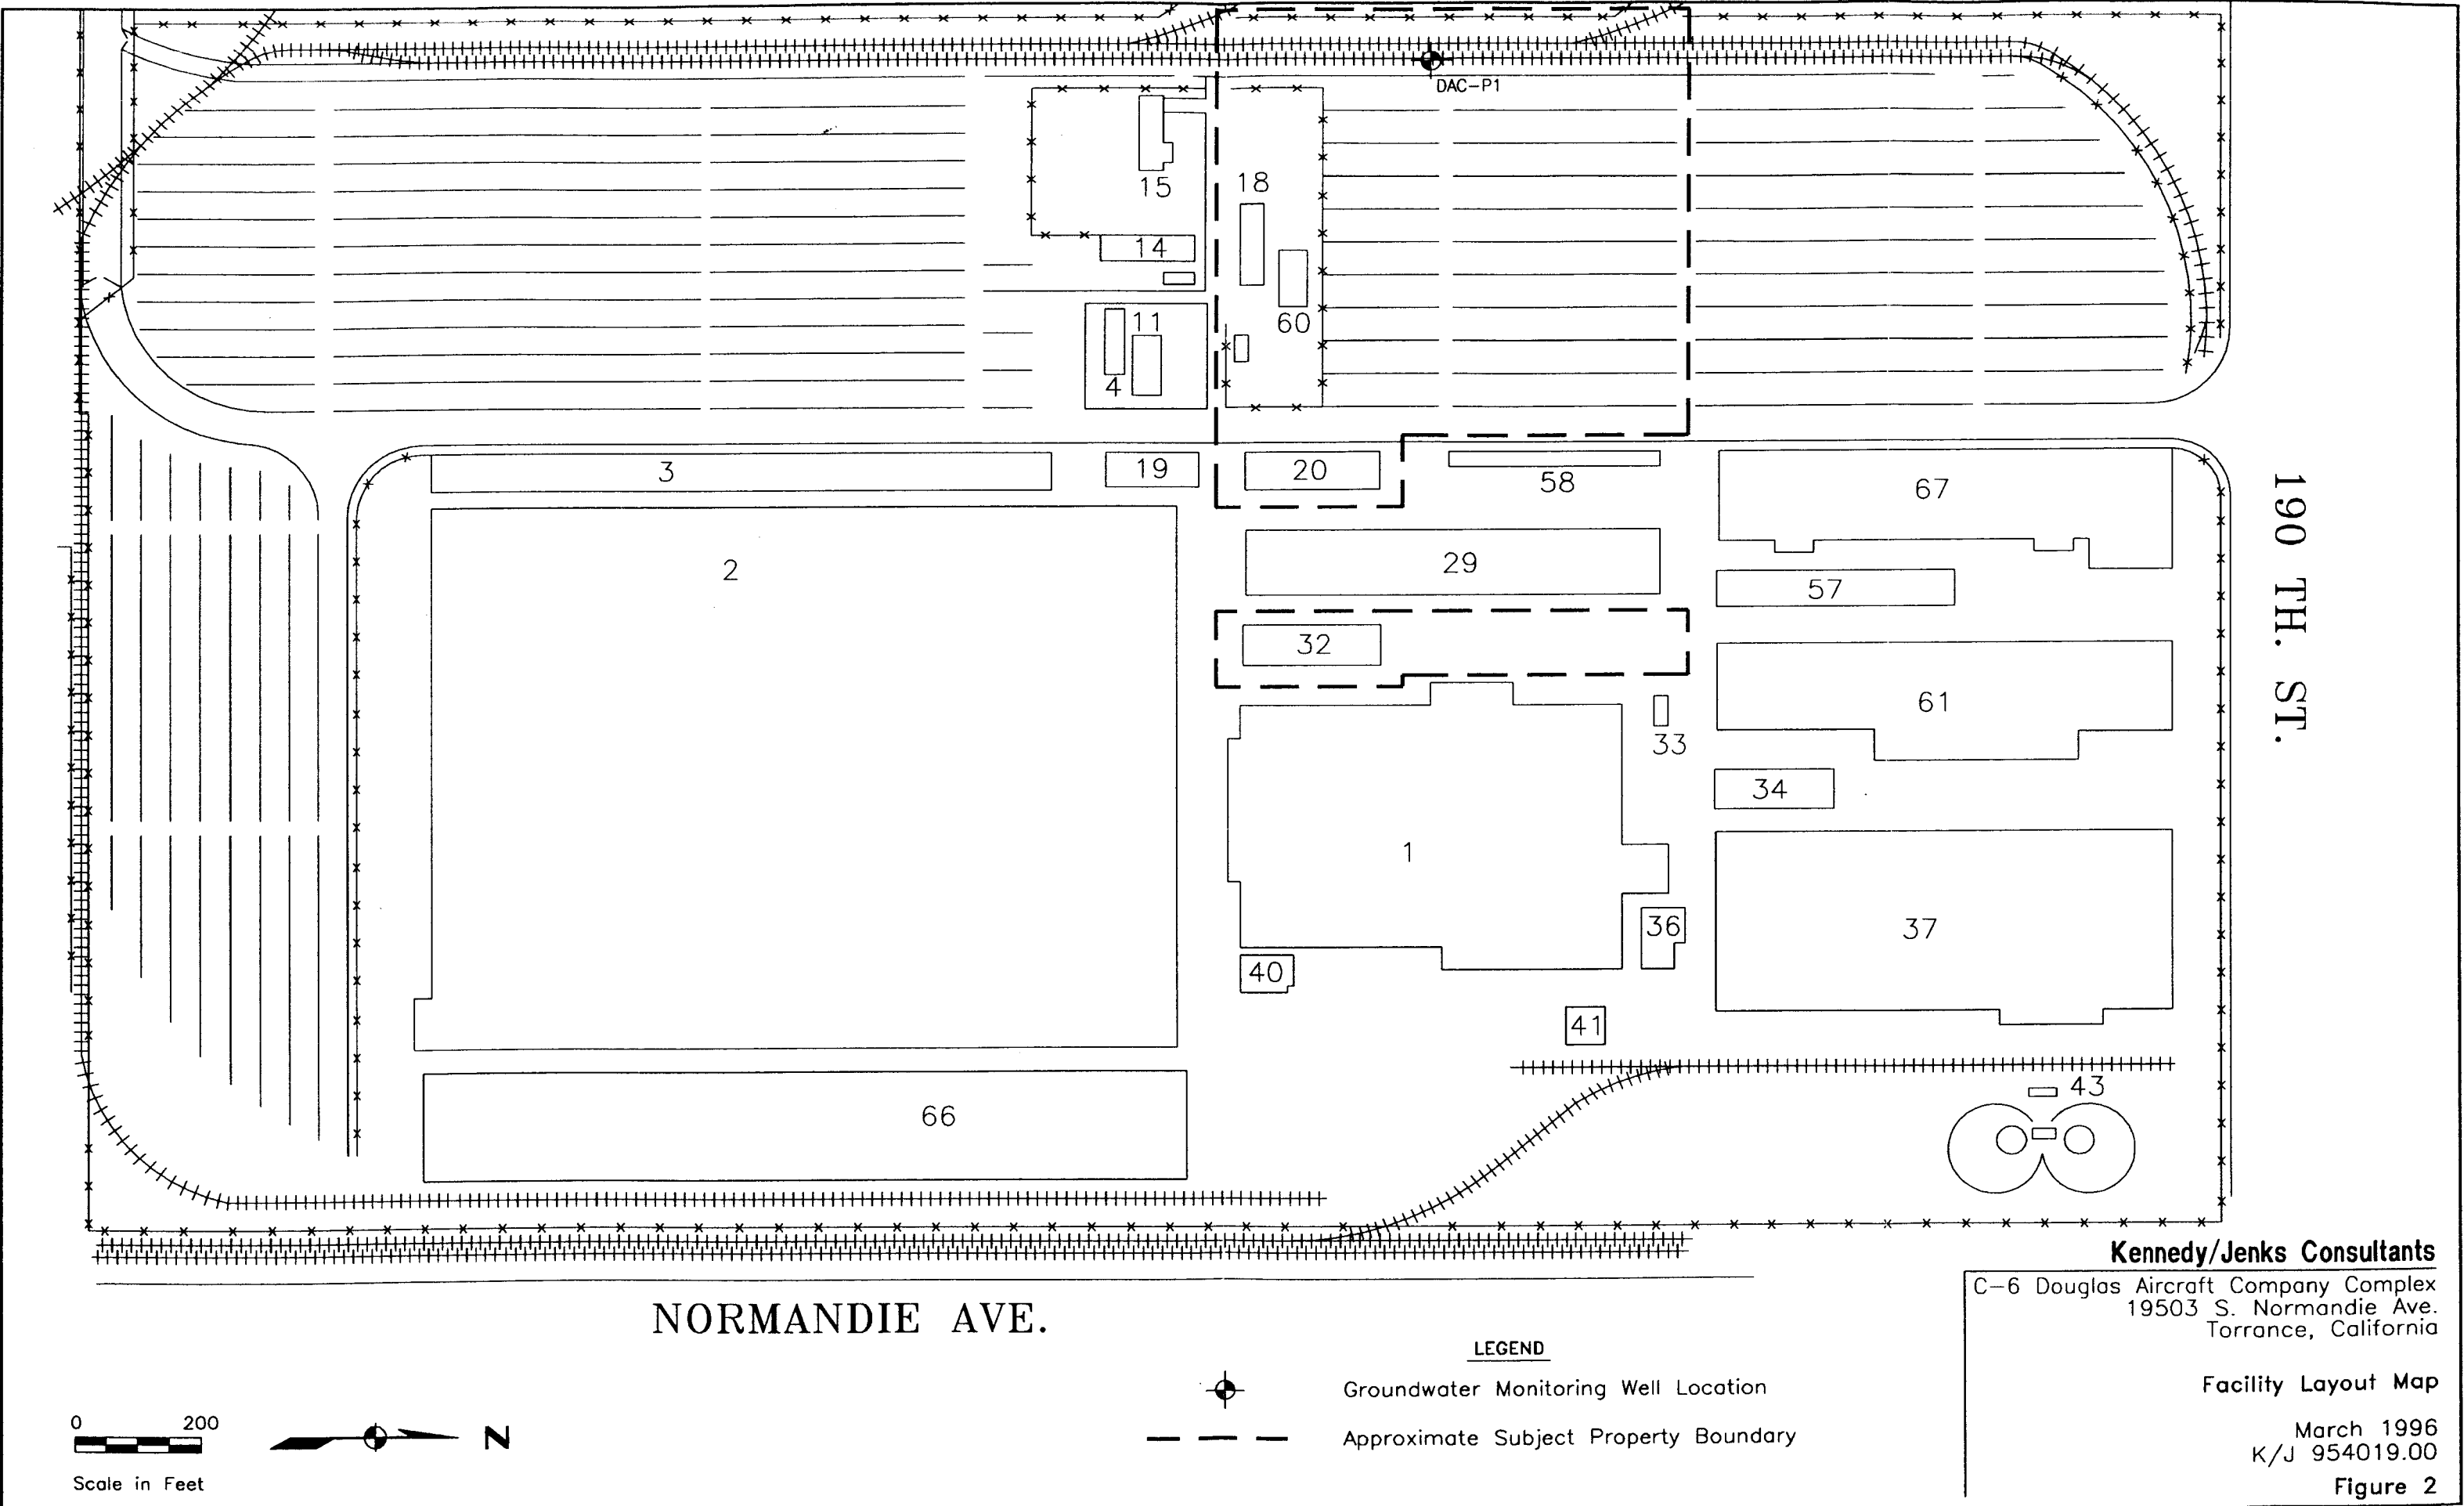 DAC-P1
15
18
14
60
11
4
3
19
20
58
67
2
29
57
32
61
33
34
1
36
37
40
41
43
66
190 TH. ST.
NORMANDIE AVE.
Kennedy/Jenks Consultants
C-6 Douglas Aircraft Company Complex
19503 S. Normandie Ave.
Torrance, California
Facility Layout Map
March 1996
K/J 954019.00
Figure 2
LEGEND
Groundwater Monitoring Well Location
Approximate Subject Property Boundary
0 200
Scale in Feet
N